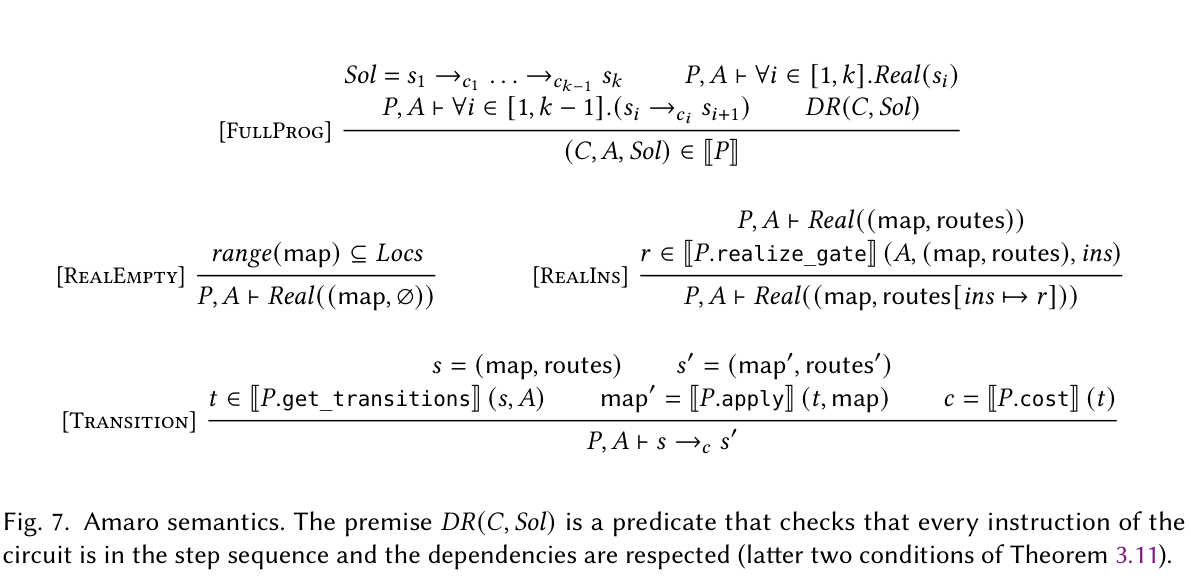 Sol = s₁ →_{c₁} … →_{c_{k−1}} s_k P, A ⊢ ∀i ∈ [1, k].Real(s_i)
P, A ⊢ ∀i ∈ [1, k − 1].(s_i →_{c_i} s_{i+1}) DR(C, Sol)
[FullProg]
(C, A, Sol) ∈ ⟦P⟧
range(map) ⊆ Locs
[RealEmpty]
P, A ⊢ Real((map, ∅))
P, A ⊢ Real((map, routes))
r ∈ ⟦P.realize_gate⟧ (A, (map, routes), ins)
[RealIns]
P, A ⊢ Real((map, routes[ins ↦ r]))
s = (map, routes) s′ = (map′, routes′)
t ∈ ⟦P.get_transitions⟧ (s, A) map′ = ⟦P.apply⟧ (t, map) c = ⟦P.cost⟧ (t)
[Transition]
P, A ⊢ s →_c s′
Fig. 7. Amaro semantics. The premise DR(C, Sol) is a predicate that checks that every instruction of the
circuit is in the step sequence and the dependencies are respected (latter two conditions of Theorem 3.11).